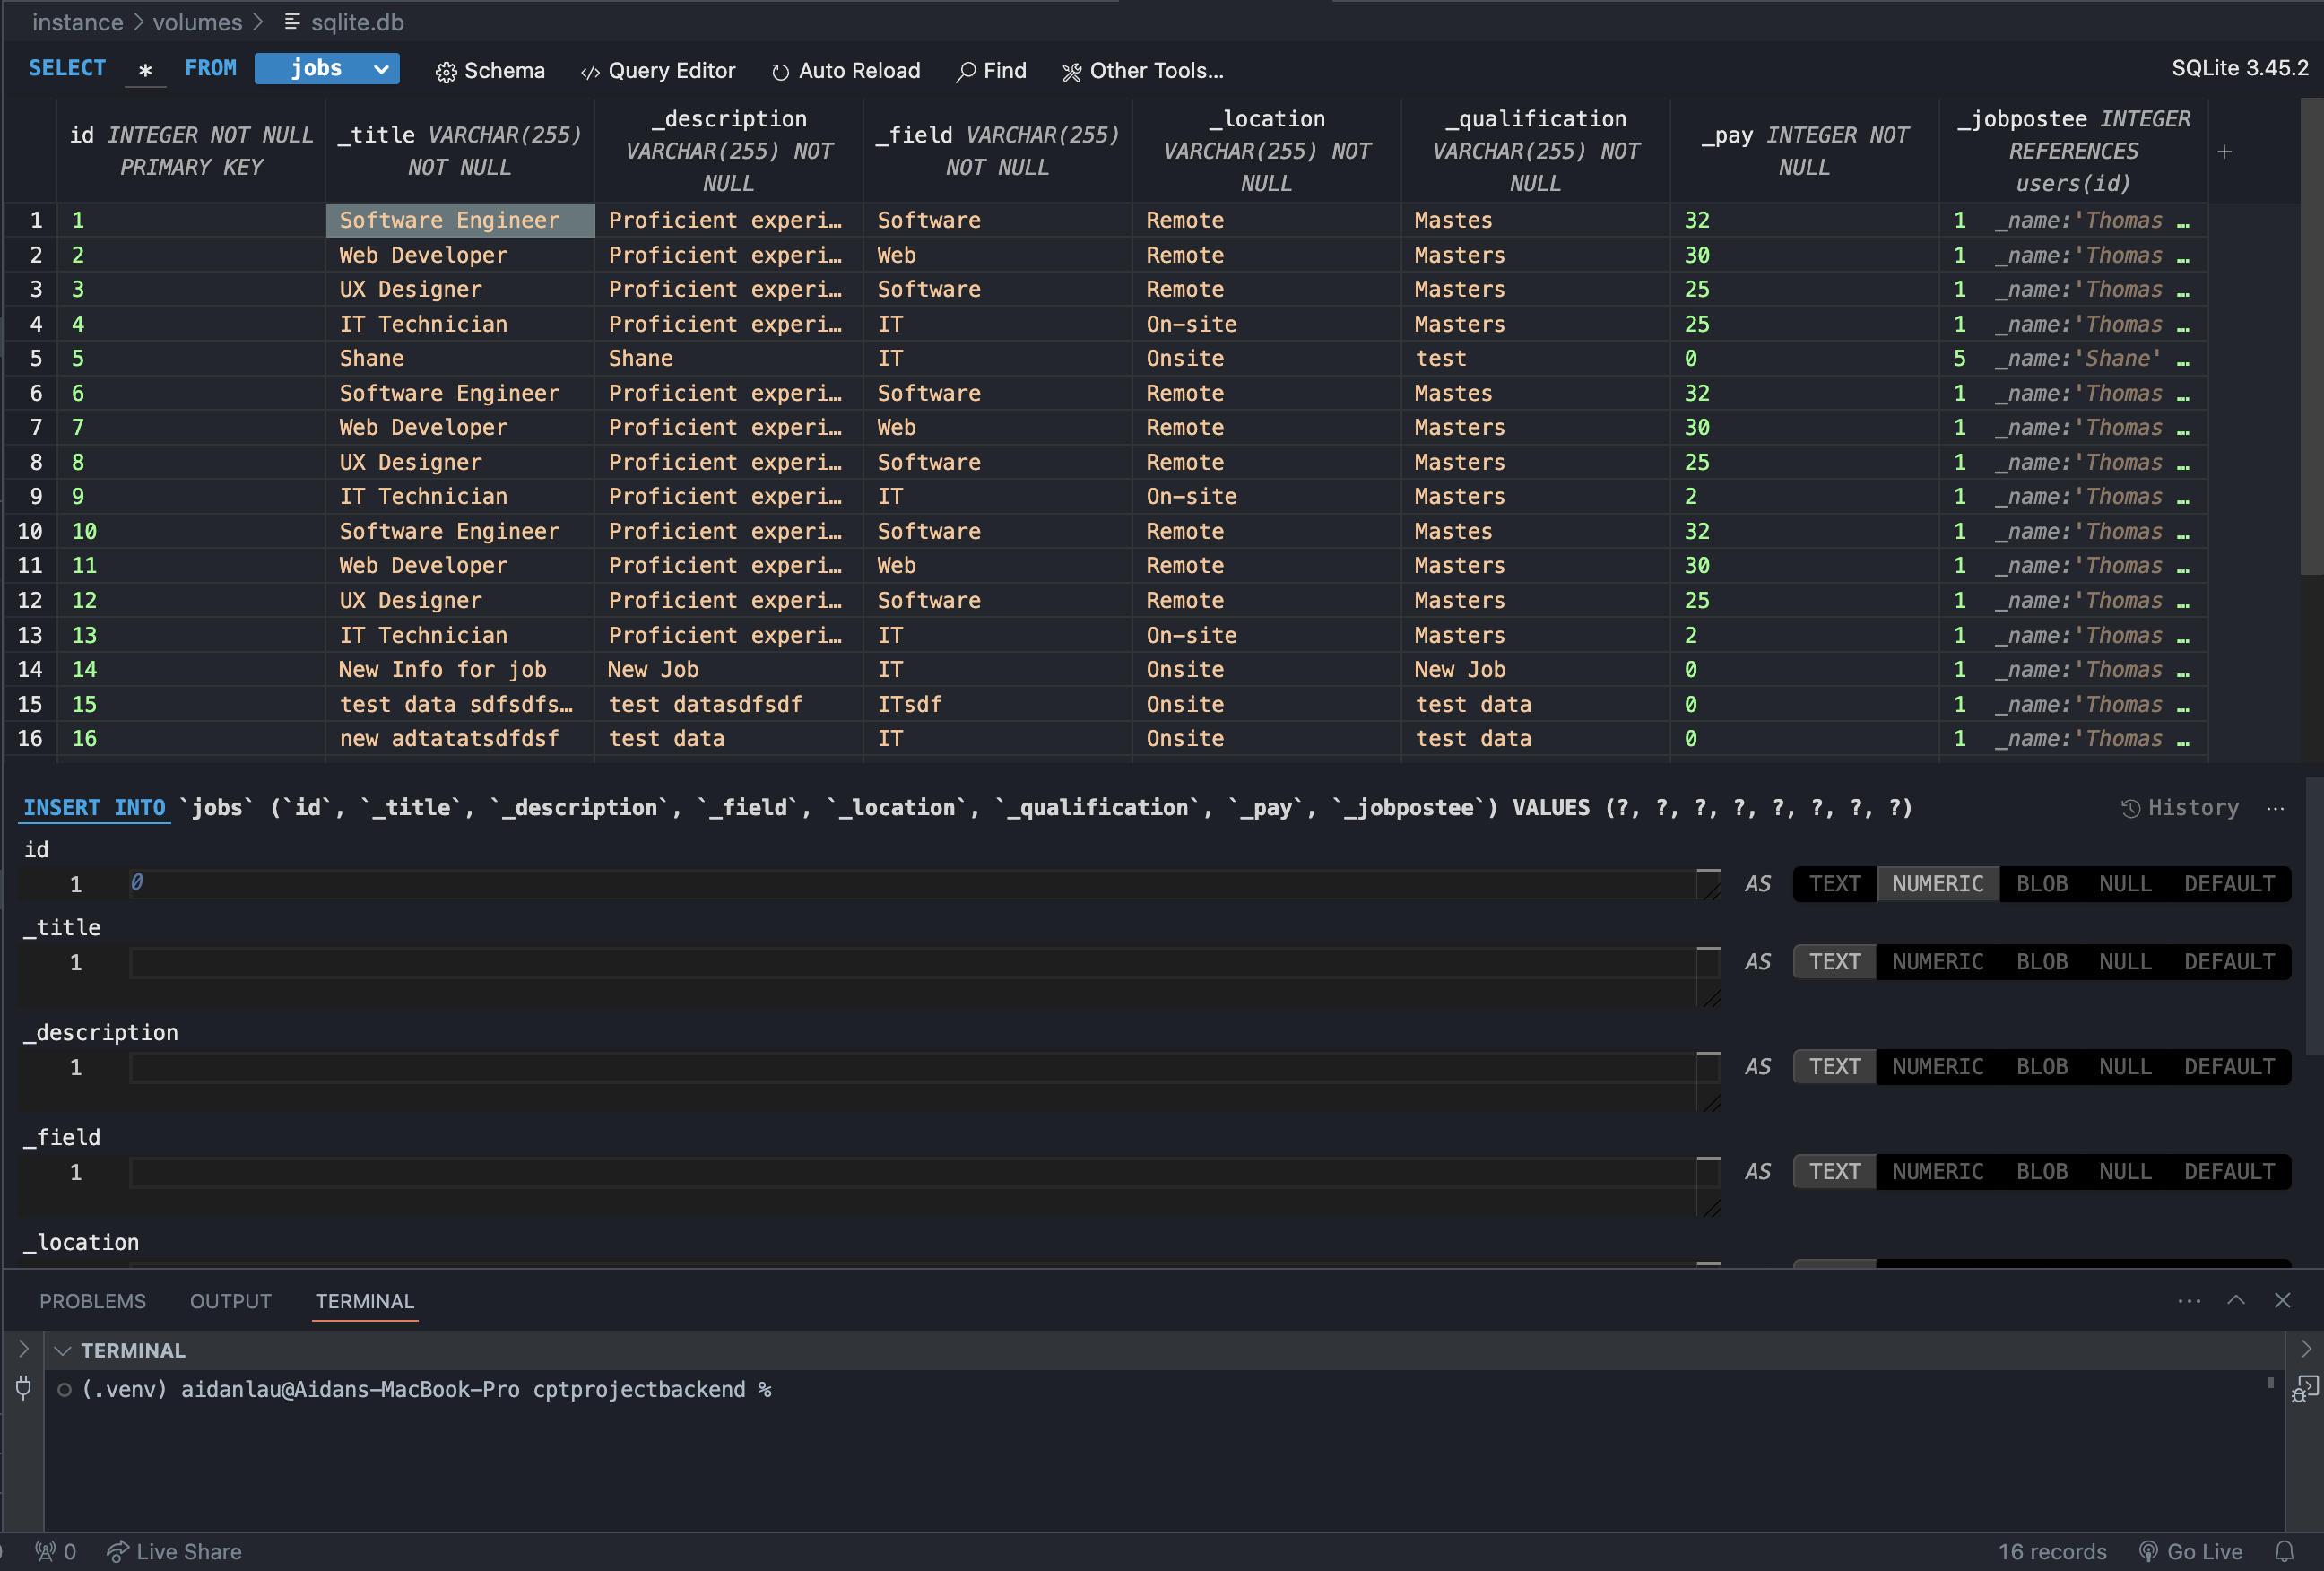 instance > volumes > sqlite.db
SELECT * FROM jobs Schema Query Editor Auto Reload Find Other Tools... SQLite 3.45.2
id INTEGER NOT NULL PRIMARY KEY
_title VARCHAR(255) NOT NULL
_description VARCHAR(255) NOT NULL
_field VARCHAR(255) NOT NULL
_location VARCHAR(255) NOT NULL
_qualification VARCHAR(255) NOT NULL
_pay INTEGER NOT NULL
_jobpostee INTEGER REFERENCES users(id)
+
1 1 Software Engineer Proficient experi… Software Remote Mastes 32 1 _name:'Thomas …
2 2 Web Developer Proficient experi… Web Remote Masters 30 1 _name:'Thomas …
3 3 UX Designer Proficient experi… Software Remote Masters 25 1 _name:'Thomas …
4 4 IT Technician Proficient experi… IT On-site Masters 25 1 _name:'Thomas …
5 5 Shane Shane IT Onsite test 0 5 _name:'Shane' …
6 6 Software Engineer Proficient experi… Software Remote Mastes 32 1 _name:'Thomas …
7 7 Web Developer Proficient experi… Web Remote Masters 30 1 _name:'Thomas …
8 8 UX Designer Proficient experi… Software Remote Masters 25 1 _name:'Thomas …
9 9 IT Technician Proficient experi… IT On-site Masters 2 1 _name:'Thomas …
10 10 Software Engineer Proficient experi… Software Remote Mastes 32 1 _name:'Thomas …
11 11 Web Developer Proficient experi… Web Remote Masters 30 1 _name:'Thomas …
12 12 UX Designer Proficient experi… Software Remote Masters 25 1 _name:'Thomas …
13 13 IT Technician Proficient experi… IT On-site Masters 2 1 _name:'Thomas …
14 14 New Info for job New Job IT Onsite New Job 0 1 _name:'Thomas …
15 15 test data sdfsdfs… test datasdfsdf ITsdf Onsite test data 0 1 _name:'Thomas …
16 16 new adtatatsdfdsf test data IT Onsite test data 0 1 _name:'Thomas …
INSERT INTO `jobs` (`id`, `_title`, `_description`, `_field`, `_location`, `_qualification`, `_pay`, `_jobpostee`) VALUES (?, ?, ?, ?, ?, ?, ?, ?) History ...
id
1 0 AS TEXT NUMERIC BLOB NULL DEFAULT
_title
1 AS TEXT NUMERIC BLOB NULL DEFAULT
_description
1 AS TEXT NUMERIC BLOB NULL DEFAULT
_field
1 AS TEXT NUMERIC BLOB NULL DEFAULT
_location
PROBLEMS OUTPUT TERMINAL
TERMINAL
(.venv) aidanlau@Aidans-MacBook-Pro cptprojectbackend %
0 Live Share 16 records Go Live